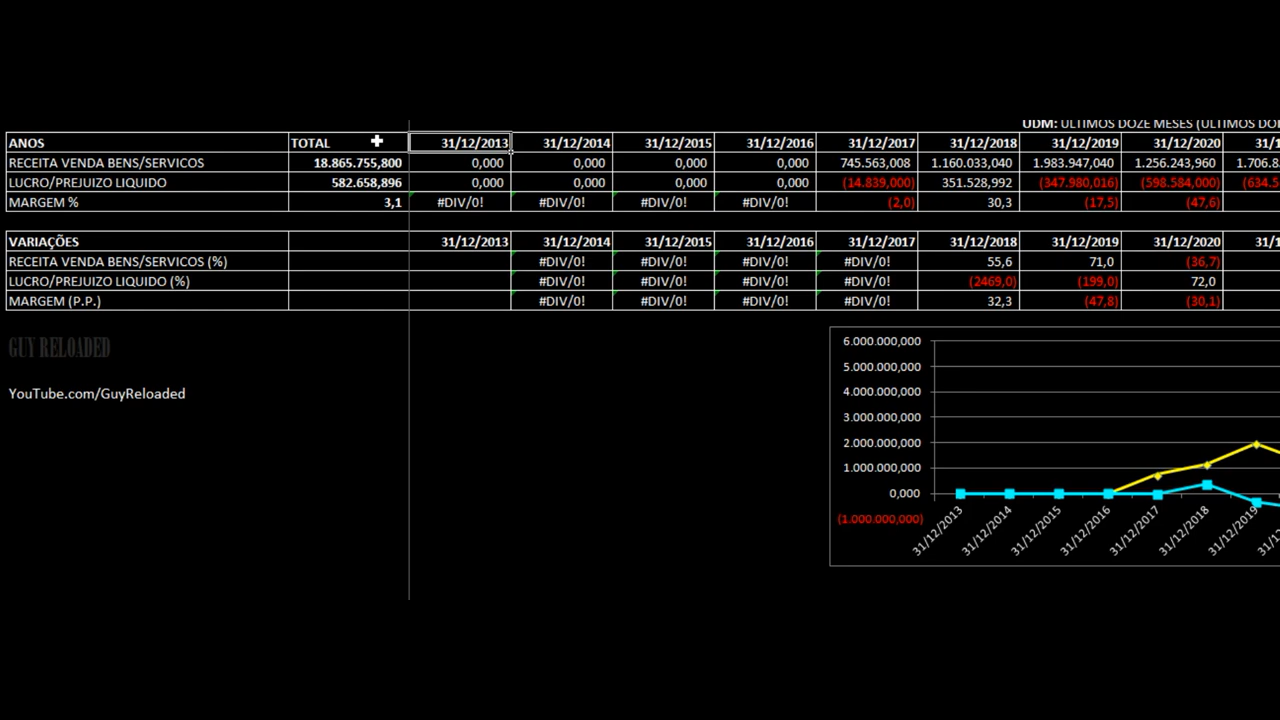 UDM: ULTIMOS DOZE MESES (ULTIMOS
ANOS TOTAL 31/12/2013 31/12/2014 31/12/2015 31/12/2016 31/12/2017 31/12/2018 31/12/2019 31/12/2020
RECEITA VENDA BENS/SERVICOS 18.865.755,800 0,000 0,000 0,000 0,000 745.563,008 1.160.033,040 1.983.947,040 1.256.243,960 1.706.8
LUCRO/PREJUIZO LIQUIDO 582.658,896 0,000 0,000 0,000 0,000 (14.839,000) 351.528,992 (347.980,016) (598.584,000) (634.5
MARGEM % 3,1 #DIV/0! #DIV/0! #DIV/0! #DIV/0! (2,0) 30,3 (17,5) (47,6)
VARIAÇÕES 31/12/2013 31/12/2014 31/12/2015 31/12/2016 31/12/2017 31/12/2018 31/12/2019 31/12/2020
RECEITA VENDA BENS/SERVICOS (%) #DIV/0! #DIV/0! #DIV/0! #DIV/0! 55,6 71,0 (36,7)
LUCRO/PREJUIZO LIQUIDO (%) #DIV/0! #DIV/0! #DIV/0! #DIV/0! (2469,0) (199,0) 72,0
MARGEM (P.P.) #DIV/0! #DIV/0! #DIV/0! #DIV/0! 32,3 (47,8) (30,1)
GUY RELOADED
YouTube.com/GuyReloaded
6.000.000,000
5.000.000,000
4.000.000,000
3.000.000,000
2.000.000,000
1.000.000,000
0,000
(1.000.000,000)
31/12/2013 31/12/2014 31/12/2015 31/12/2016 31/12/2017 31/12/2018 31/12/2019